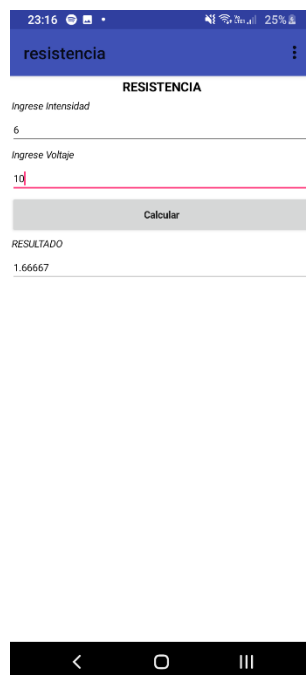 23:16 25%
resistencia
RESISTENCIA
Ingrese Intensidad
6
Ingrese Voltaje
10
Calcular
RESULTADO
1.66667